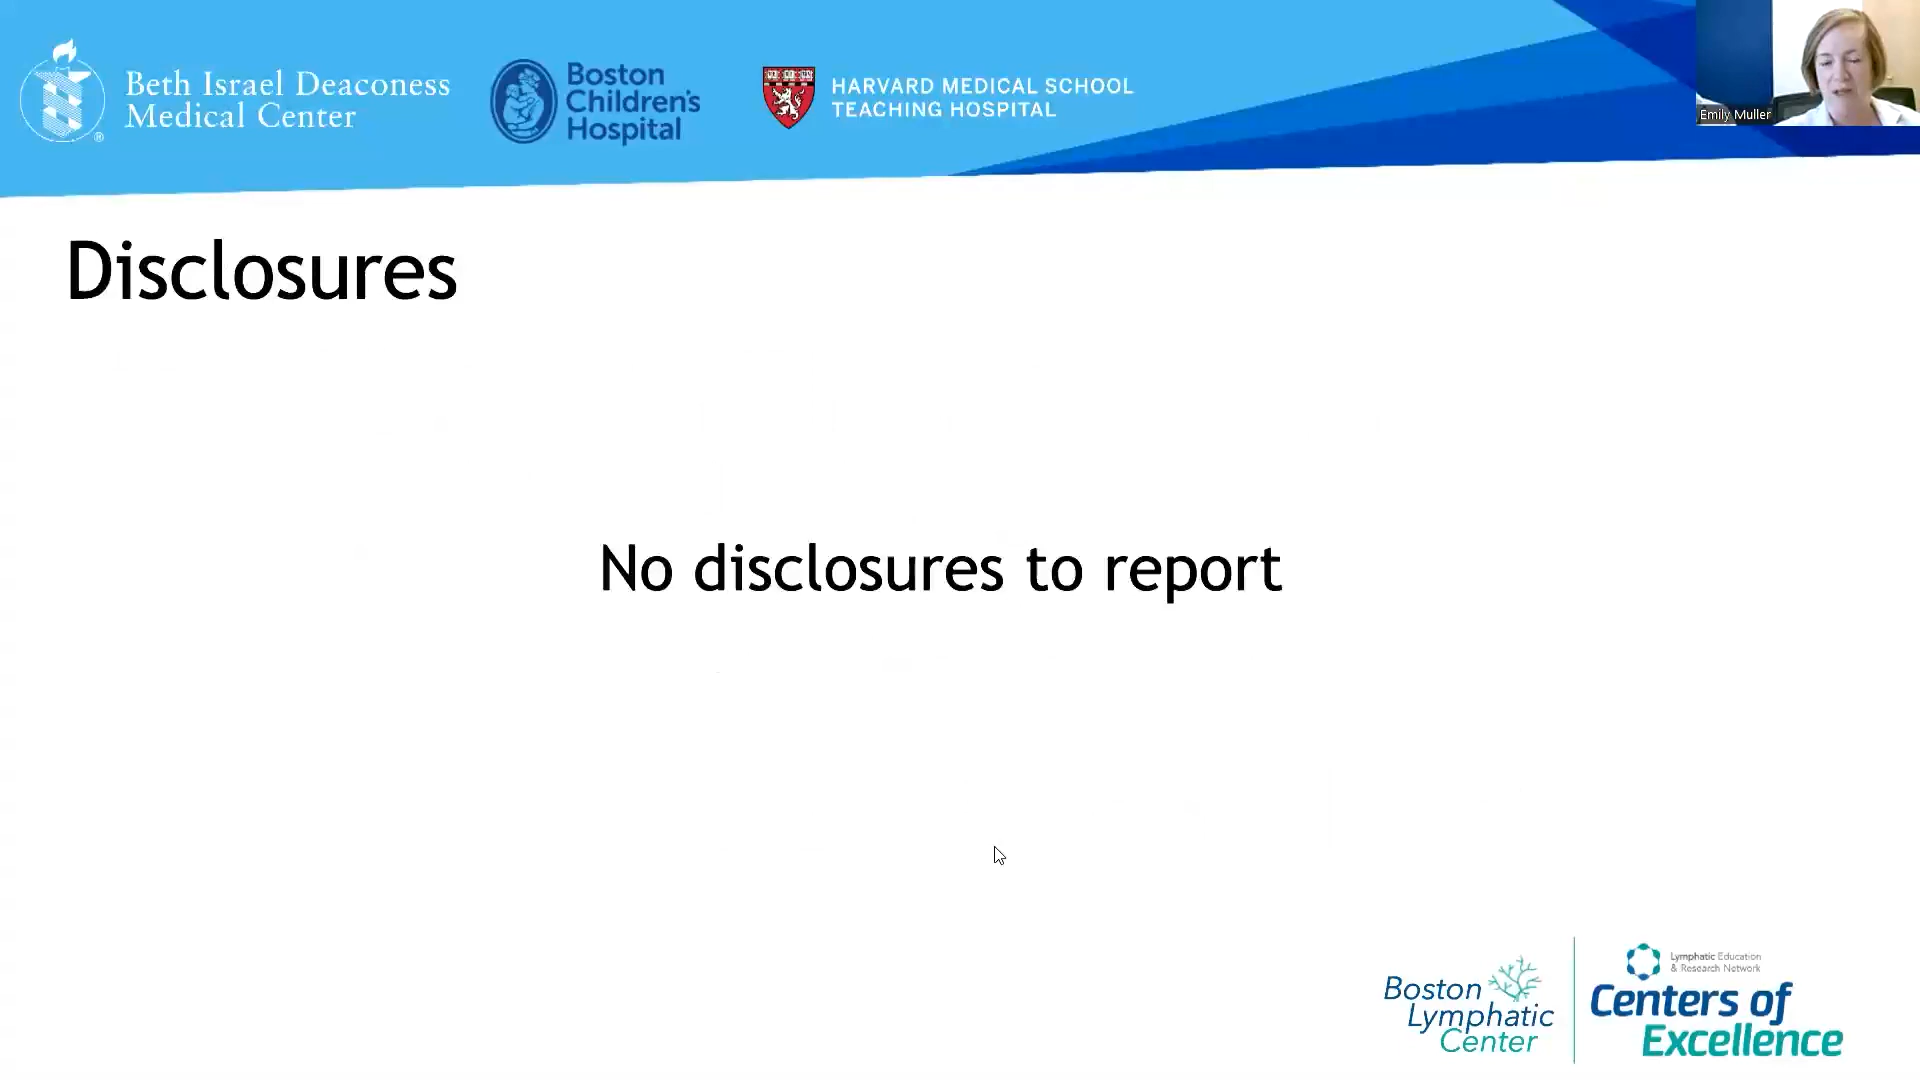 Beth Israel Deaconess
Medical Center
®
Boston
Children's
Hospital
HARVARD MEDICAL SCHOOL
TEACHING HOSPITAL
Emily Muller
Disclosures
No disclosures to report
Boston
Lymphatic
Center
Lymphatic Education
& Research Network
Centers of
Excellence